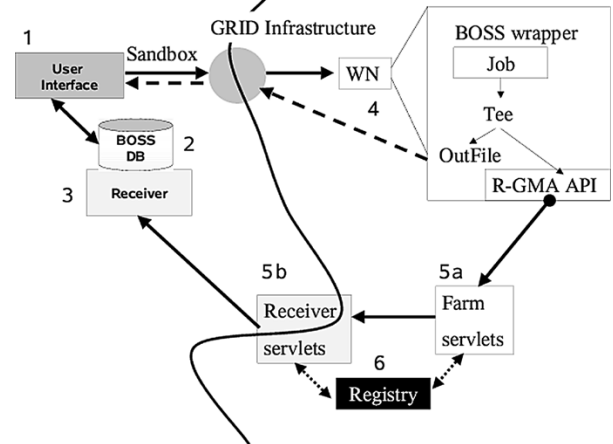 GRID Infrastructure
1
Sandbox
User
Interface
WN
BOSS wrapper
Job
Tee
OutFile
R-GMA API
4
BOSS
DB
2
3
Receiver
5b
Receiver
servlets
5a
Farm
servlets
6
Registry